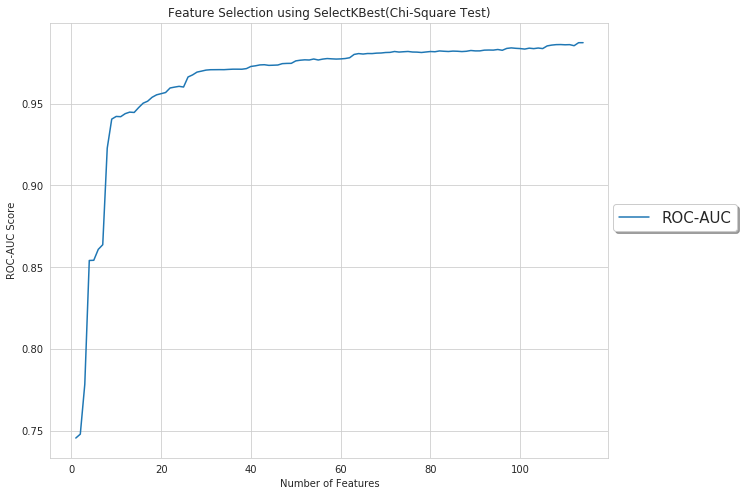 Feature Selection using SelectKBest(Chi-Square Test)
0.95
0.90
0.85
0.80
0.75
ROC-AUC Score
ROC-AUC
0 20 40 60 80 100
Number of Features